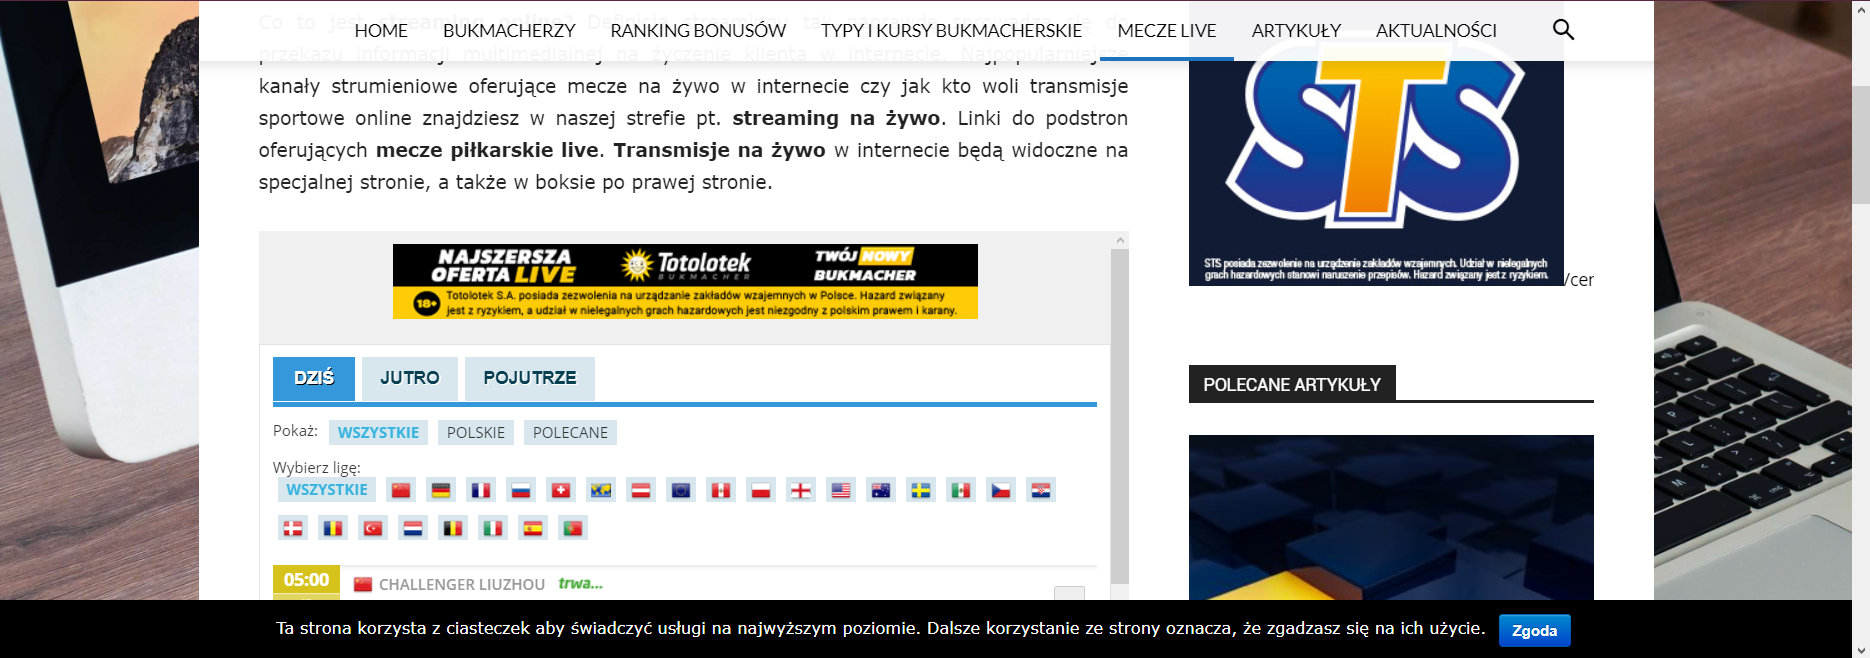 HOME BUKMACHERZY RANKING BONUSÓW TYPY I KURSY BUKMACHERSKIE MECZE LIVE ARTYKUŁY AKTUALNOŚCI
Co to jest streaming online? Definicja
przekazu informacji multimedialnej na życzenie klienta w internecie. Najpopularniejsze
kanały strumieniowe oferujące mecze na żywo w internecie czy jak kto woli transmisje
sportowe online znajdziesz w naszej strefie pt. streaming na żywo. Linki do podstron
oferujących mecze piłkarskie live. Transmisje na żywo w internecie będą widoczne na
specjalnej stronie, a także w boksie po prawej stronie.
STS
STS posiada zezwolenie na urządzenie zakładów wzajemnych. Udział w nielegalnych
grach hazardowych stanowi naruszenie przepisów. Hazard związany jest z ryzykiem.
/cer
NAJSZERSZA
OFERTA LIVE
Totolotek
BUKMACHER
TWÓJ NOWY
BUKMACHER
18+
Totolotek S.A. posiada zezwolenia na urządzanie zakładów wzajemnych w Polsce. Hazard związany
jest z ryzykiem, a udział w nielegalnych grach hazardowych jest niezgodny z polskim prawem i karany.
DZIŚ JUTRO POJUTRZE
Pokaż: WSZYSTKIE POLSKIE POLECANE
Wybierz ligę:
WSZYSTKIE
05:00 CHALLENGER LIUZHOU trwa...
POLECANE ARTYKUŁY
Ta strona korzysta z ciasteczek aby świadczyć usługi na najwyższym poziomie. Dalsze korzystanie ze strony oznacza, że zgadzasz się na ich użycie. Zgoda